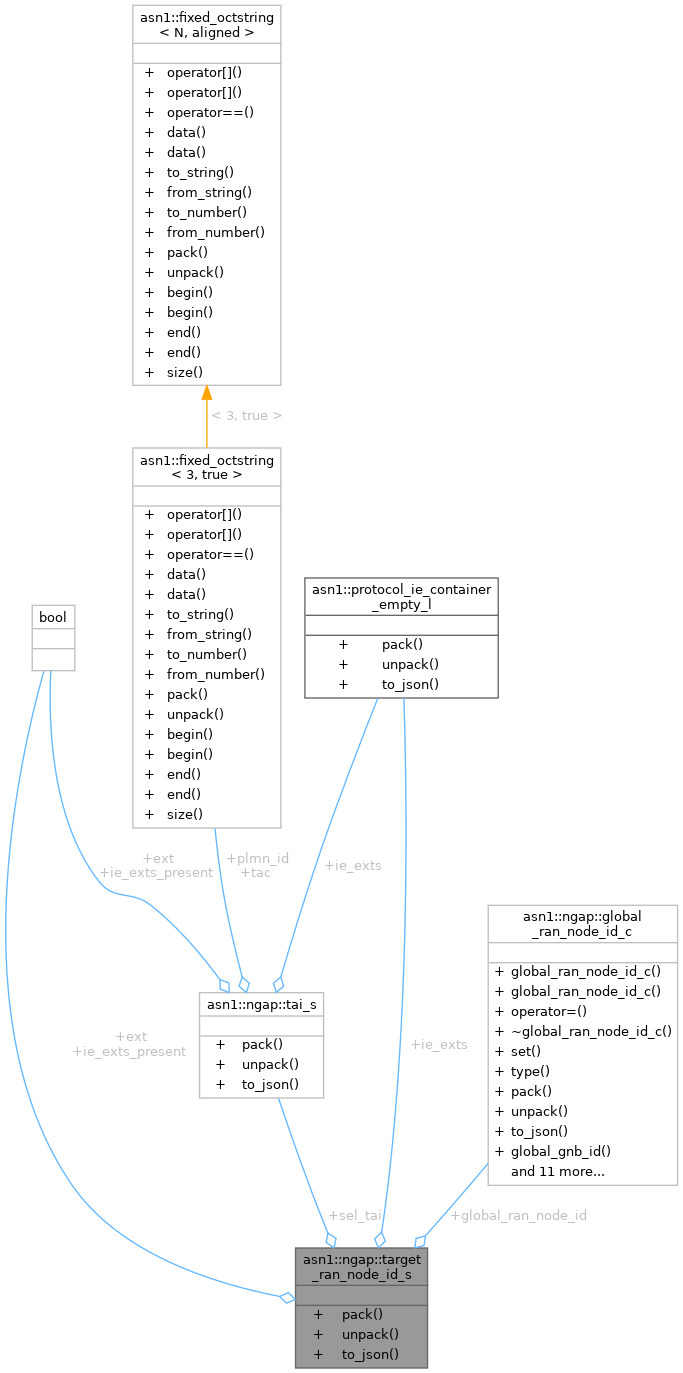 asn1::fixed_octstring
< N, aligned >
+ operator[]()
+ operator[]()
+ operator==()
+ data()
+ data()
+ to_string()
+ from_string()
+ to_number()
+ from_number()
+ pack()
+ unpack()
+ begin()
+ begin()
+ end()
+ end()
+ size()
< 3, true >
asn1::fixed_octstring
< 3, true >
+ operator[]()
+ operator[]()
+ operator==()
+ data()
+ data()
+ to_string()
+ from_string()
+ to_number()
+ from_number()
+ pack()
+ unpack()
+ begin()
+ begin()
+ end()
+ end()
+ size()
asn1::protocol_ie_container
_empty_l
+ pack()
+ unpack()
+ to_json()
bool
+ext
+ie_exts_present
+plmn_id
+tac
+ie_exts
asn1::ngap::global
_ran_node_id_c
+ global_ran_node_id_c()
+ global_ran_node_id_c()
+ operator=()
+ ~global_ran_node_id_c()
+ set()
+ type()
+ pack()
+ unpack()
+ to_json()
+ global_gnb_id()
and 11 more...
asn1::ngap::tai_s
+ pack()
+ unpack()
+ to_json()
+ext
+ie_exts_present
+ie_exts
+sel_tai
+global_ran_node_id
asn1::ngap::target
_ran_node_id_s
+ pack()
+ unpack()
+ to_json()